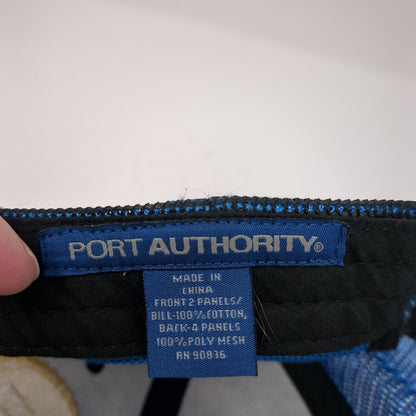 PORT AUTHORITY®
MADE IN
CHINA
FRONT 2 PANELS/
BILL-100% COTTON,
BACK-4 PANELS
100% POLY MESH
RN 90836